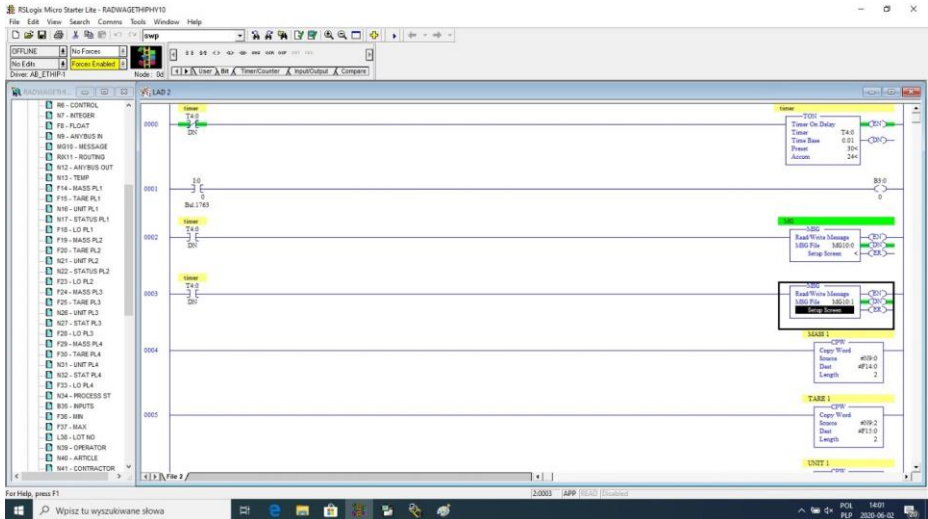 RSLogix Micro Starter Lite - RADWAGETHIPHY10
File Edit View Search Comms Tools Window Help
swp
OFFLINE No Forces
No Edits Forces Enabled
Driver: AB_ETHIP-1 Node: 0d
User Bit Timer/Counter Input/Output Compare
LAD 2
R6 - CONTROL
N7 - INTEGER
F8 - FLOAT
N9 - ANYBUS IN
MG10 - MESSAGE
RIX11 - ROUTING
N12 - ANYBUS OUT
N13 - TEMP
F14 - MASS PL1
F15 - TARE PL1
N16 - UNIT PL1
N17 - STATUS PL1
F18 - LO PL1
F19 - MASS PL2
F20 - TARE PL2
N21 - UNIT PL2
N22 - STATUS PL2
F23 - LO PL2
F24 - MASS PL3
F25 - TARE PL3
N26 - UNIT PL3
N27 - STAT PL3
F28 - LO PL3
F29 - MASS PL4
F30 - TARE PL4
N31 - UNIT PL4
N32 - STAT PL4
F33 - LO PL4
N34 - PROCESS ST
B35 - INPUTS
F36 - MIN
F37 - MAX
L38 - LOT NO
N39 - OPERATOR
N40 - ARTICLE
N41 - CONTRACTOR
0000
timer
T4:0
DN
timer
TON
Timer On Delay EN
Timer T4:0
Time Base 0.01 DN
Preset 30<
Accum 24<
0001
I:0
0
Bul.1763
B3:0
0
0002
timer
T4:0
DN
MSG
Read/Write Message EN
MSG File MG10:0 DN
Setup Screen < ER
0003
timer
T4:0
DN
MSG
Read/Write Message EN
MSG File MG10:1 DN
Setup Screen ER
0004
MASS 1
CPW
Copy Word
Source #N9:0
Dest #F14:0
Length 2
0005
TARE 1
CPW
Copy Word
Source #N9:2
Dest #F15:0
Length 2
UNIT 1
CPW
File 2
For Help, press F1
2:0003 APP READ Disabled
Wpisz tu wyszukiwane słowa
POL 14:01
PLP 2020-06-02
20